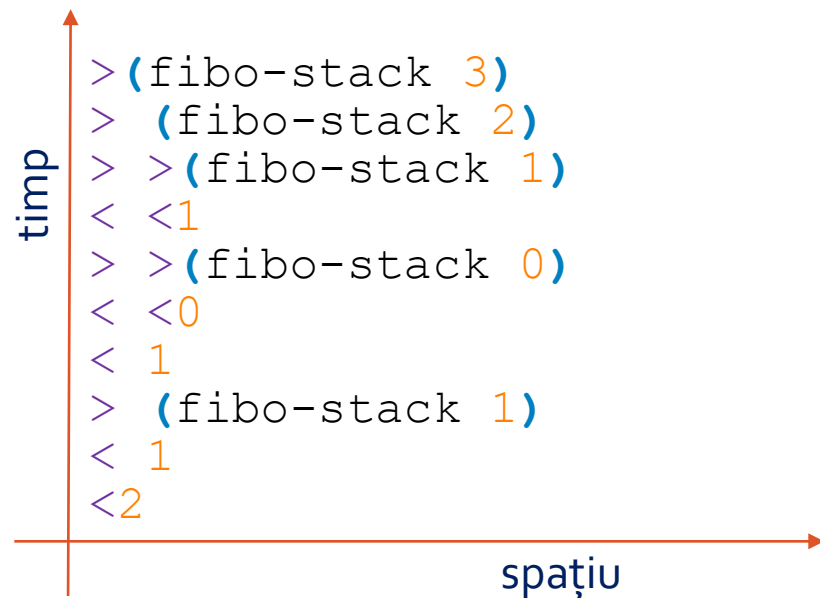 timp
>(fibo-stack 3)
> (fibo-stack 2)
> >(fibo-stack 1)
< <1
> >(fibo-stack 0)
< <0
< 1
> (fibo-stack 1)
< 1
<2
spațiu